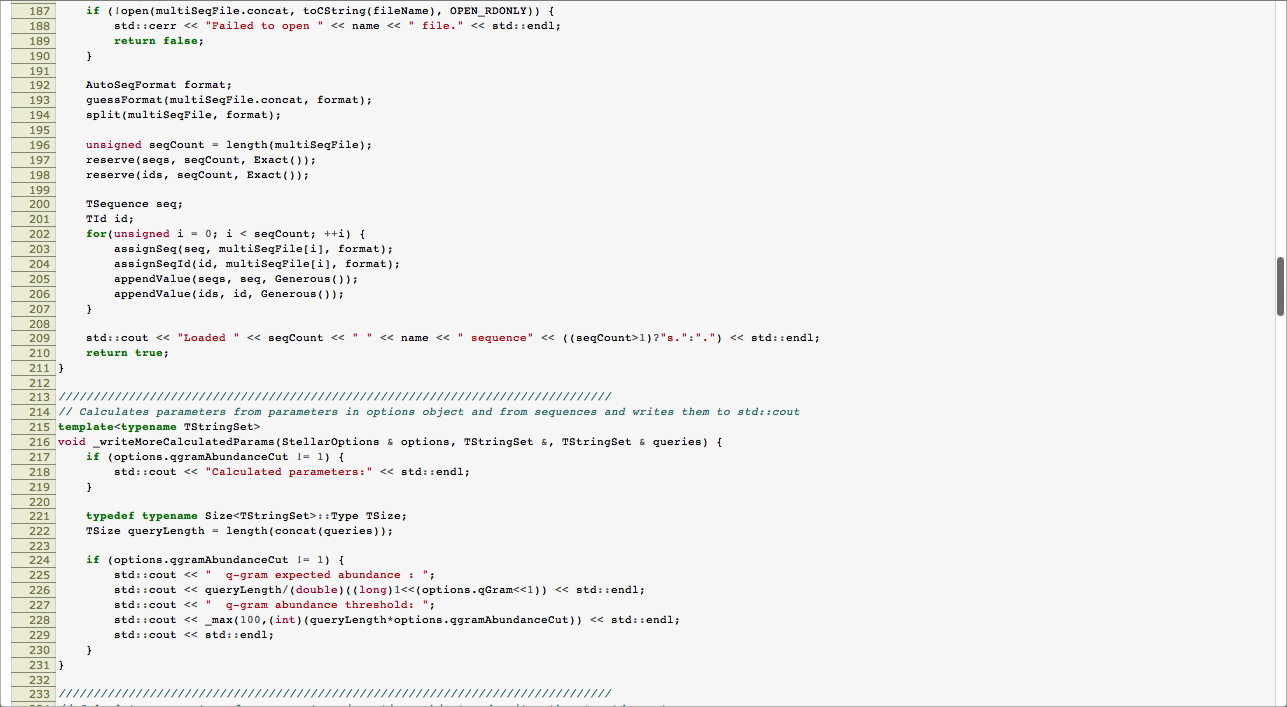 187 if (!open(multiSeqFile.concat, toCString(fileName), OPEN_RDONLY)) {
188 std::cerr << "Failed to open " << name << " file." << std::endl;
189 return false;
190 }
191
192 AutoSeqFormat format;
193 guessFormat(multiSeqFile.concat, format);
194 split(multiSeqFile, format);
195
196 unsigned seqCount = length(multiSeqFile);
197 reserve(seqs, seqCount, Exact());
198 reserve(ids, seqCount, Exact());
199
200 TSequence seq;
201 TId id;
202 for(unsigned i = 0; i < seqCount; ++i) {
203 assignSeq(seq, multiSeqFile[i], format);
204 assignSeqId(id, multiSeqFile[i], format);
205 appendValue(seqs, seq, Generous());
206 appendValue(ids, id, Generous());
207 }
208
209 std::cout << "Loaded " << seqCount << " " << name << " sequence" << ((seqCount>1)?"s.":".") << std::endl;
210 return true;
211 }
212
213 ///////////////////////////////////////////////////////////////////////////////
214 // Calculates parameters from parameters in options object and from sequences and writes them to std::cout
215 template<typename TStringSet>
216 void _writeMoreCalculatedParams(StellarOptions & options, TStringSet &, TStringSet & queries) {
217 if (options.qgramAbundanceCut != 1) {
218 std::cout << "Calculated parameters:" << std::endl;
219 }
220
221 typedef typename Size<TStringSet>::Type TSize;
222 TSize queryLength = length(concat(queries));
223
224 if (options.qgramAbundanceCut != 1) {
225 std::cout << "  q-gram expected abundance : ";
226 std::cout << queryLength/(double)((long)1<<(options.qGram<<1)) << std::endl;
227 std::cout << "  q-gram abundance threshold: ";
228 std::cout << _max(100,(int)(queryLength*options.qgramAbundanceCut)) << std::endl;
229 std::cout << std::endl;
230 }
231 }
232
233 ///////////////////////////////////////////////////////////////////////////////